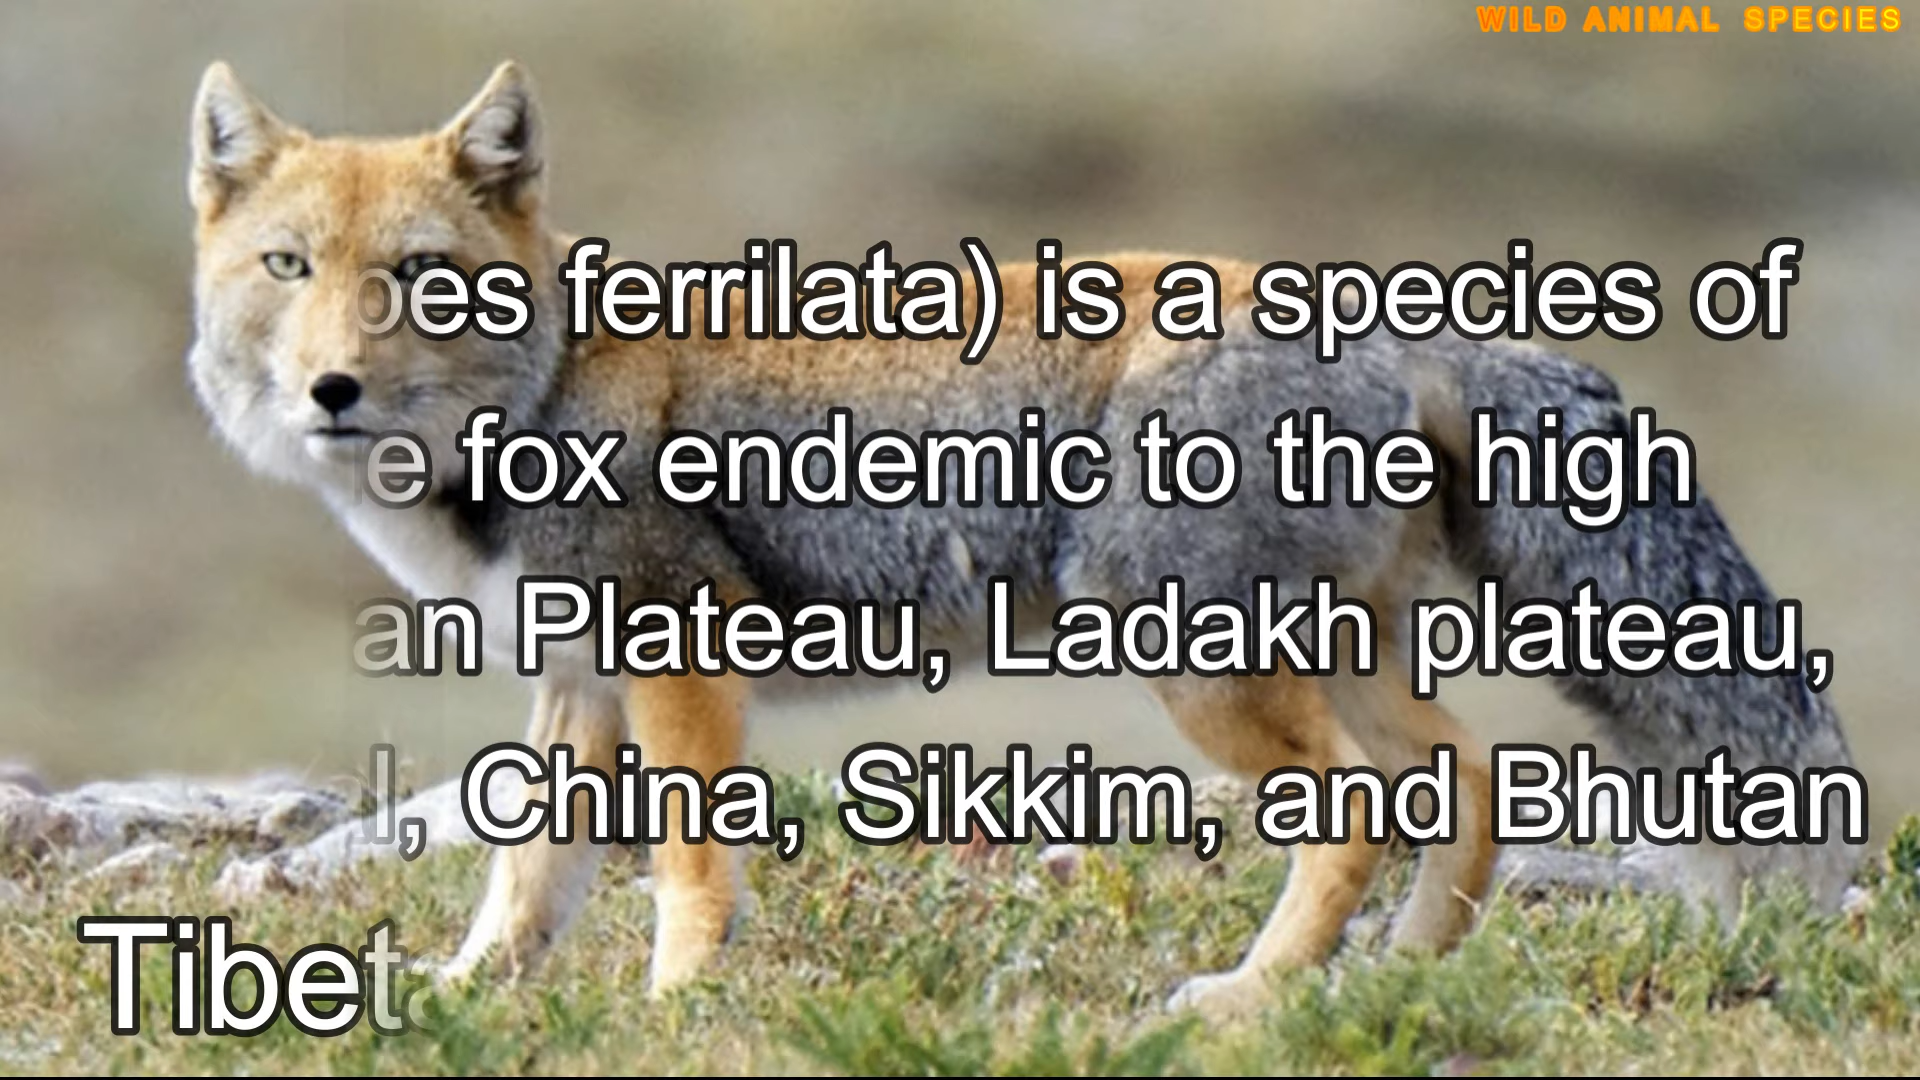 WILD ANIMAL SPECIES
pes ferrilata) is a species of
e fox endemic to the high
an Plateau, Ladakh plateau,
l, China, Sikkim, and Bhutan
Tibeta